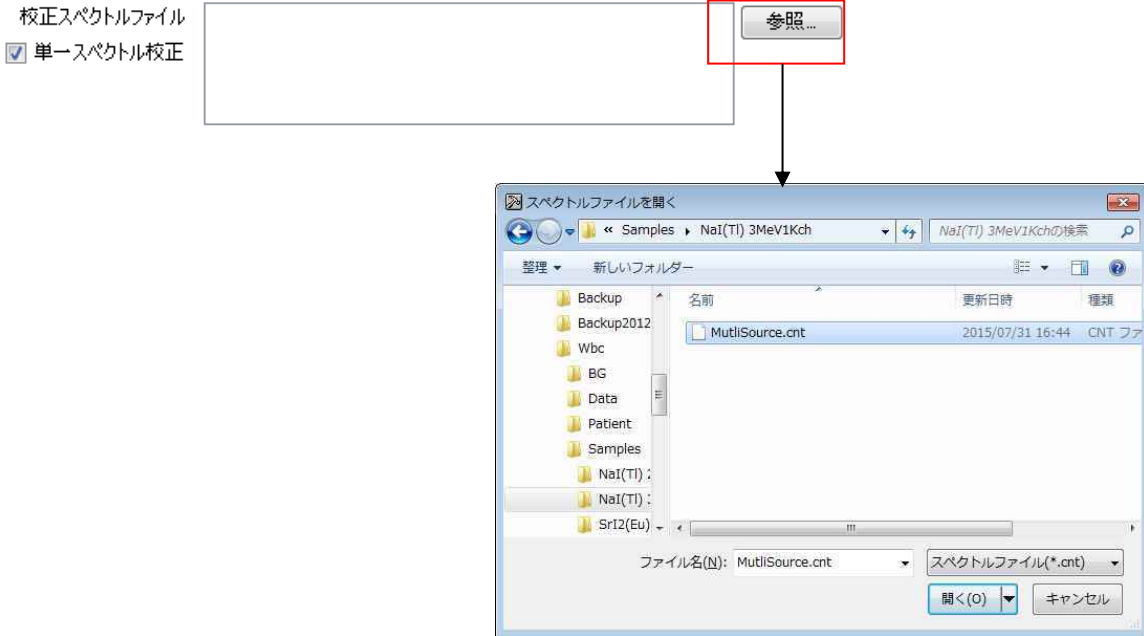 校正スペクトルファイル
参照...
単一スペクトル校正
スペクトルファイルを開く
« Samples NaI(Tl) 3MeV1Kch
NaI(Tl) 3MeV1Kchの検索
整理 新しいフォルダー
Backup
Backup2012
Wbc
BG
Data
Patient
Samples
NaI(Tl)
NaI(Tl)
SrI2(Eu)
名前 更新日時 種類
MutliSource.cnt 2015/07/31 16:44 CNT ファ
ファイル名(N): MutliSource.cnt スペクトルファイル(*.cnt)
開く(O) キャンセル